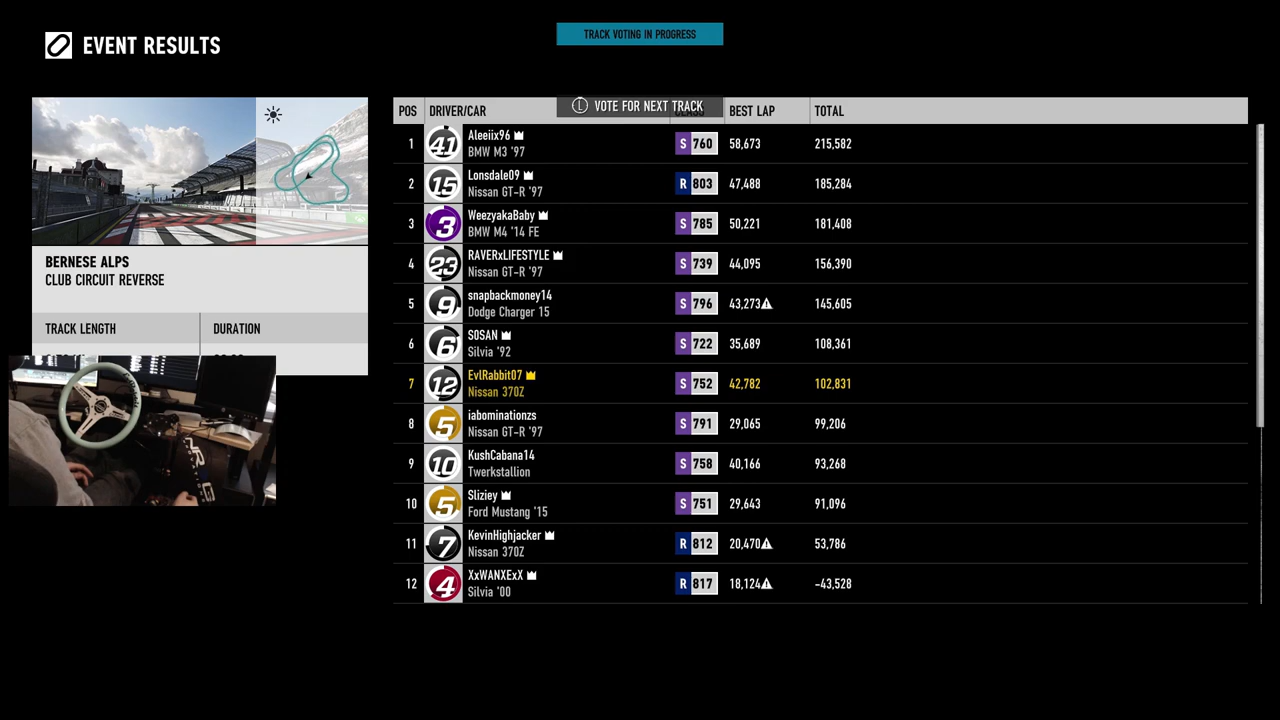 EVENT RESULTS
TRACK VOTING IN PROGRESS
VOTE FOR NEXT TRACK
BERNESE ALPS
CLUB CIRCUIT REVERSE
TRACK LENGTH DURATION
POS DRIVER/CAR BEST LAP TOTAL
1 41 Aleeiix96 S 760 58,673 215,582
BMW M3 '97
2 15 Lonsdale09 R 803 47,488 185,284
Nissan GT-R '97
3 3 WeezyakaBaby S 785 50,221 181,408
BMW M4 '14 FE
4 23 RAVERxLIFESTYLE S 739 44,095 156,390
Nissan GT-R '97
5 9 snapbackmoney14 S 796 43,273 145,605
Dodge Charger 15
6 6 SOSAN S 722 35,689 108,361
Silvia '92
7 12 EvlRabbit07 S 752 42,782 102,831
Nissan 370Z
8 5 iabominationzs S 791 29,065 99,206
Nissan GT-R '97
9 10 KushCabana14 S 758 40,166 93,268
Twerkstallion
10 5 Sliziey S 751 29,643 91,096
Ford Mustang '15
11 7 KevinHighjacker R 812 20,470 53,786
Nissan 370Z
12 4 XxWANXExX R 817 18,124 -43,528
Silvia '00